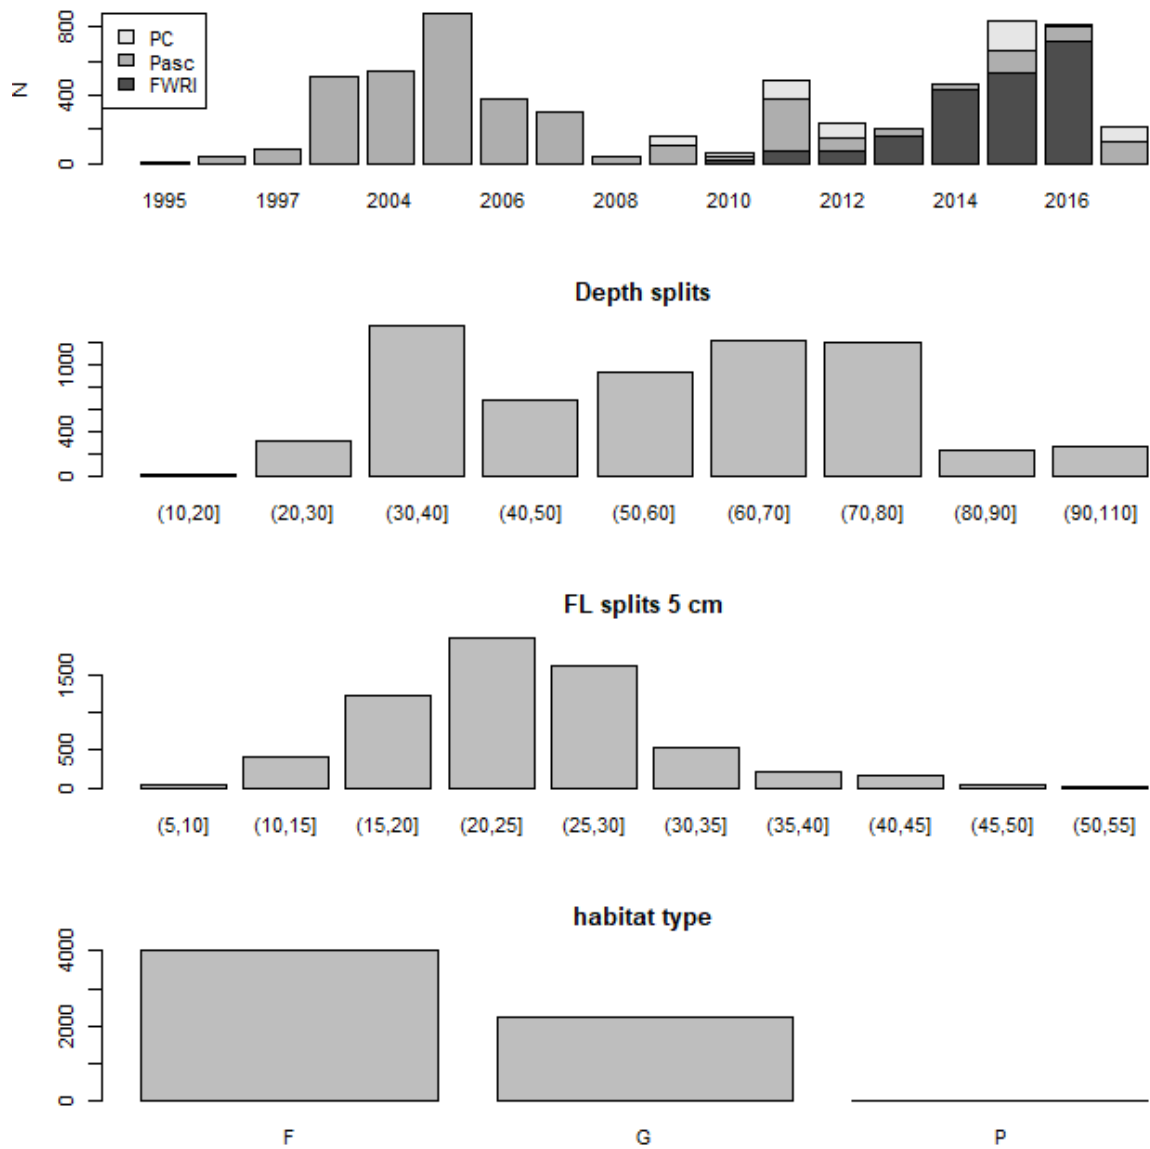 N
0 400 800
PC
Pasc
FWRI
1995 1997 2004 2006 2008 2010 2012 2014 2016
Depth splits
0 400 1000
(10,20] (20,30] (30,40] (40,50] (50,60] (60,70] (70,80] (80,90] (90,110]
FL splits 5 cm
0 500 1500
(5,10] (10,15] (15,20] (20,25] (25,30] (30,35] (35,40] (40,45] (45,50] (50,55]
habitat type
0 2000 4000
F G P